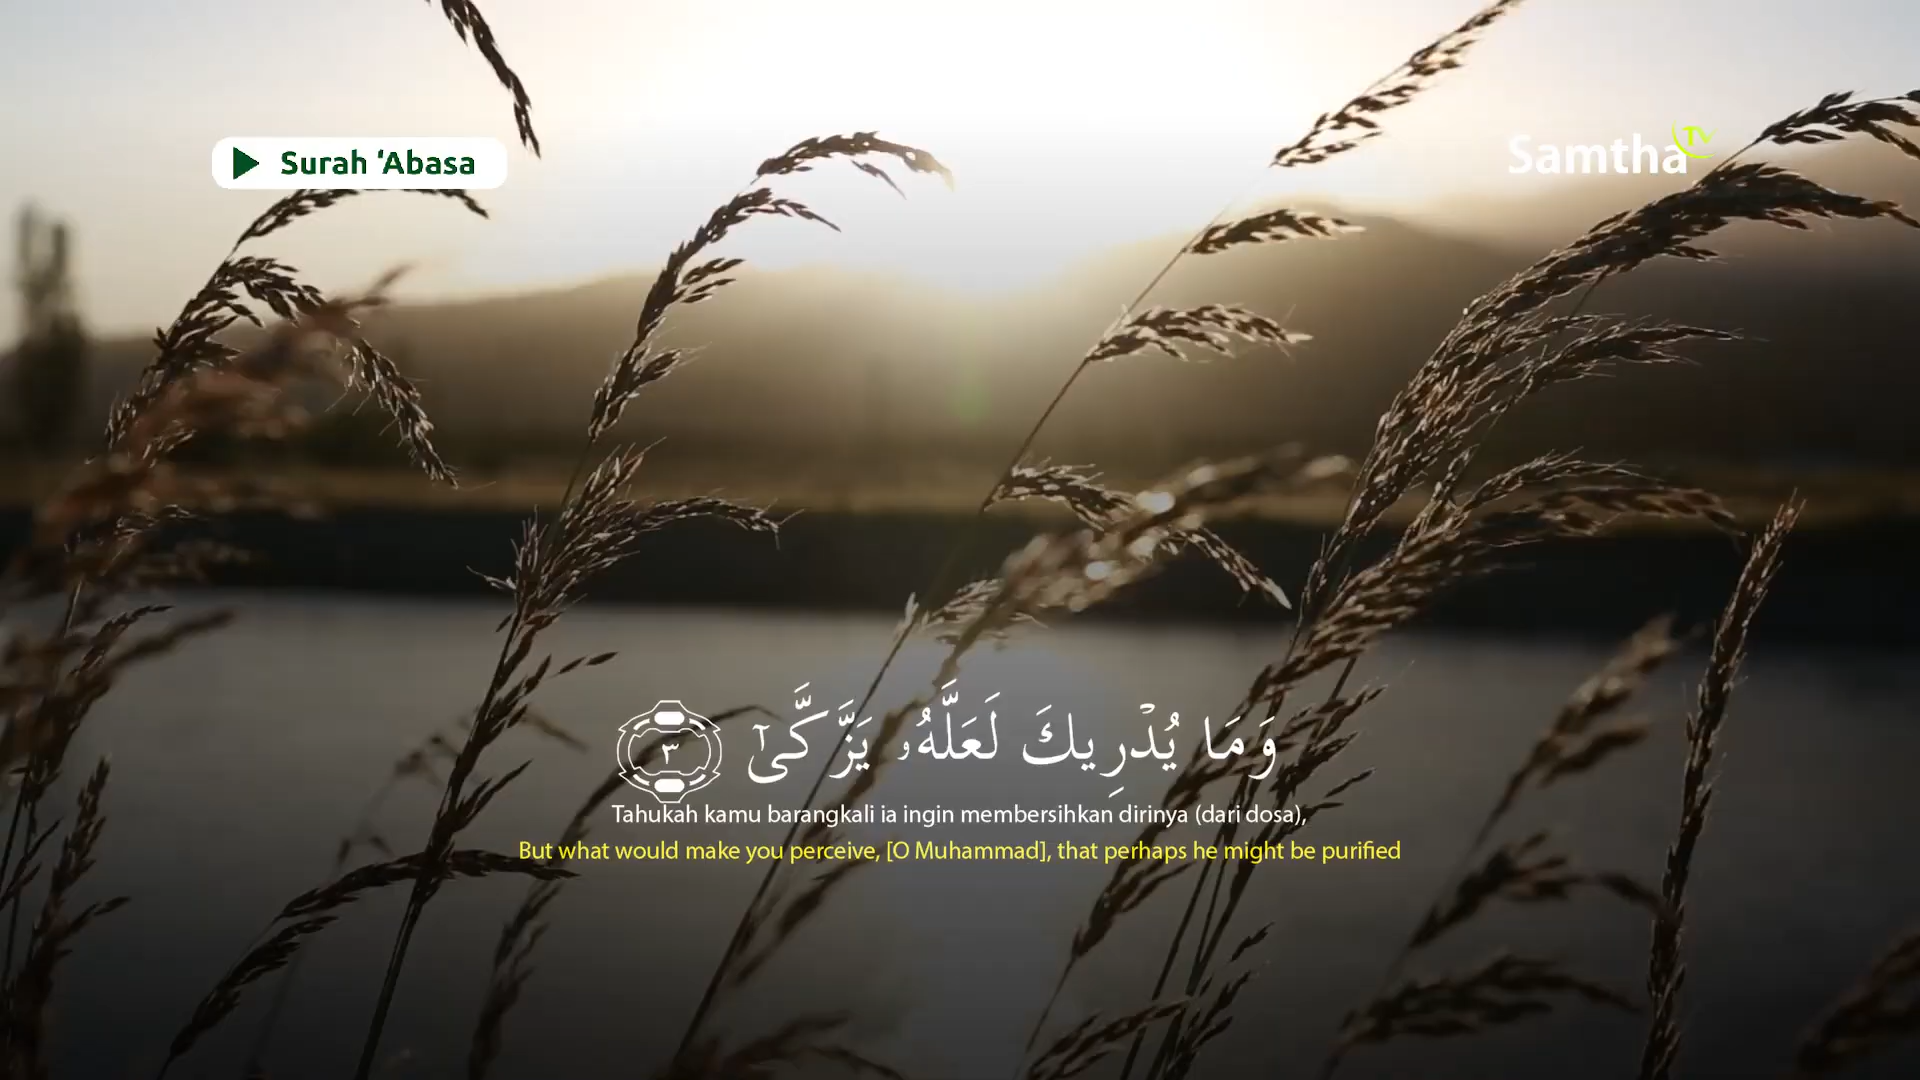 Surah ‘Abasa
Samtha TV
وَمَا يُدْرِيكَ لَعَلَّهُۥ يَزَّكَّىٰٓ ٣
Tahukah kamu barangkali ia ingin membersihkan dirinya (dari dosa),
But what would make you perceive, [O Muhammad], that perhaps he might be purified